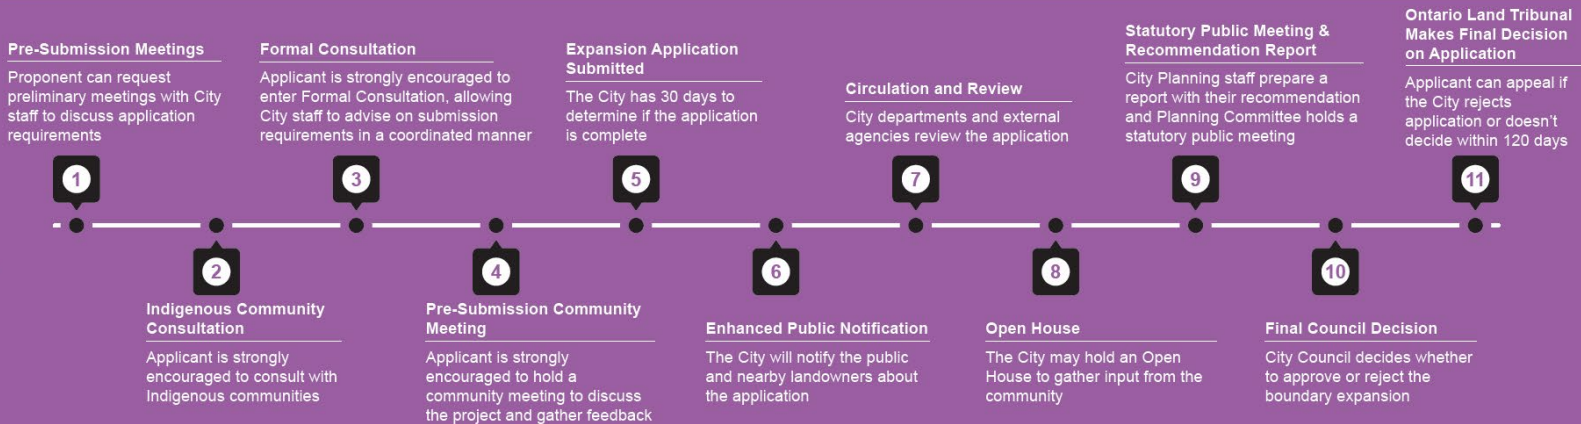 Pre-Submission Meetings
Proponent can request
preliminary meetings with City
staff to discuss application
requirements
1
Indigenous Community
Consultation
Applicant is strongly
encouraged to consult with
Indigenous communities
2
Formal Consultation
Applicant is strongly encouraged to
enter Formal Consultation, allowing
City staff to advise on submission
requirements in a coordinated manner
3
4
Pre-Submission Community
Meeting
Applicant is strongly
encouraged to hold a
community meeting to discuss
the project and gather feedback
Expansion Application
Submitted
The City has 30 days to
determine if the application
is complete
5
6
Enhanced Public Notification
The City will notify the public
and nearby landowners about
the application
Circulation and Review
City departments and external
agencies review the application
7
8
Open House
The City may hold an Open
House to gather input from the
community
Statutory Public Meeting &
Recommendation Report
City Planning staff prepare a
report with their recommendation
and Planning Committee holds a
statutory public meeting
9
10
Final Council Decision
City Council decides whether
to approve or reject the
boundary expansion
Ontario Land Tribunal
Makes Final Decision
on Application
Applicant can appeal if
the City rejects
application or doesn't
decide within 120 days
11